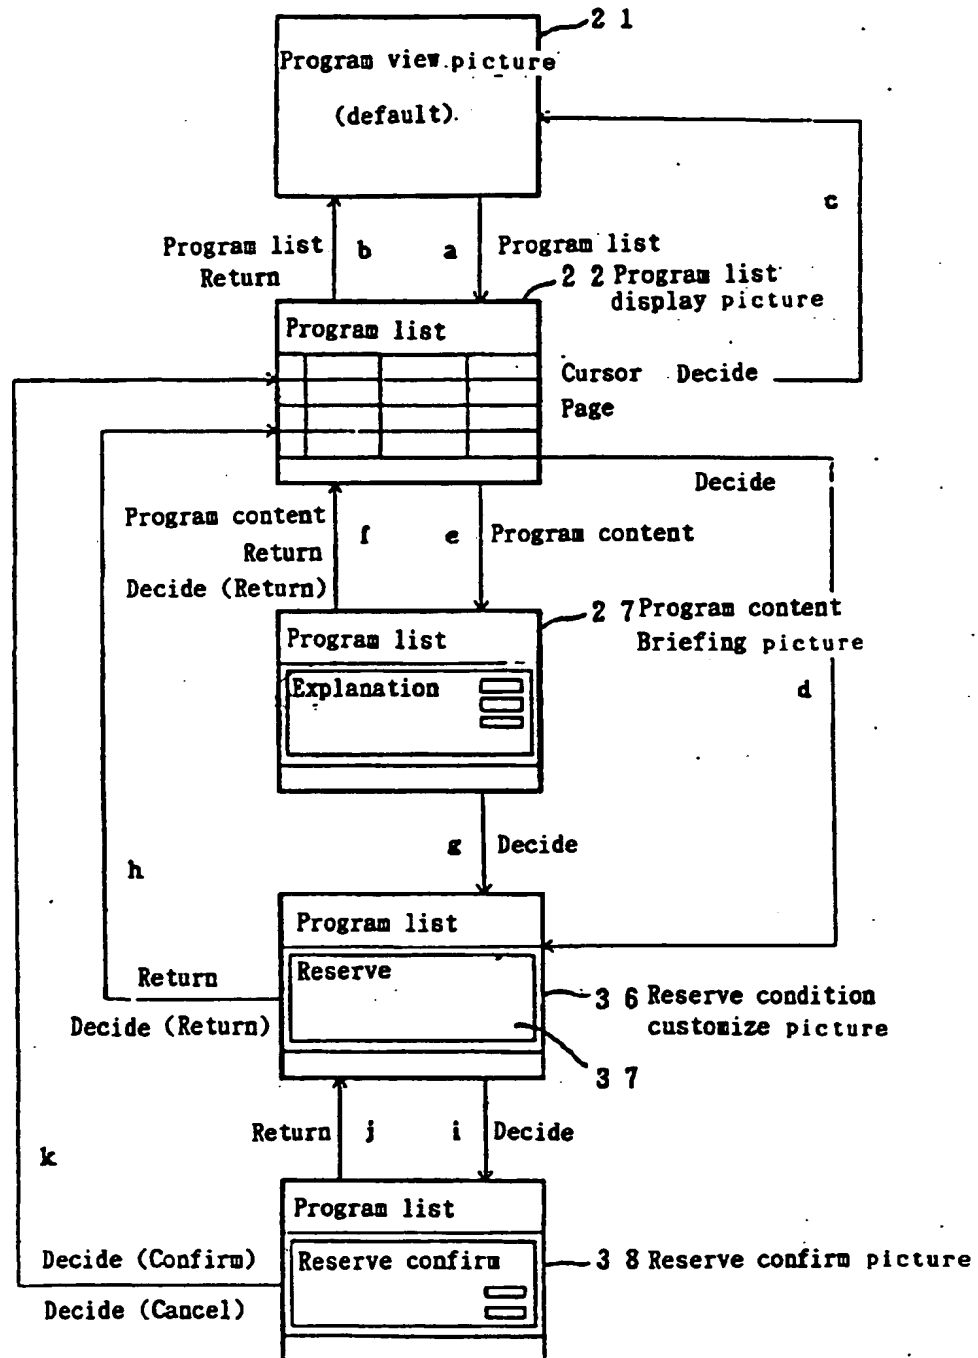 2 1
Program view picture
(default).
c
Program list
Return
b
a
Program list
2 2 Program list
display picture
Program list
Cursor
Page
Decide
Decide
Program content
Return
Decide (Return)
f
e
Program content
2 7 Program content
Briefing picture
Program list
Explanation
d
g
Decide
h
Program list
Reserve
Return
Decide (Return)
3 6 Reserve condition
customize picture
3 7
Return
j
i
Decide
k
Program list
Reserve confirm
Decide (Confirm)
Decide (Cancel)
3 8 Reserve confirm picture